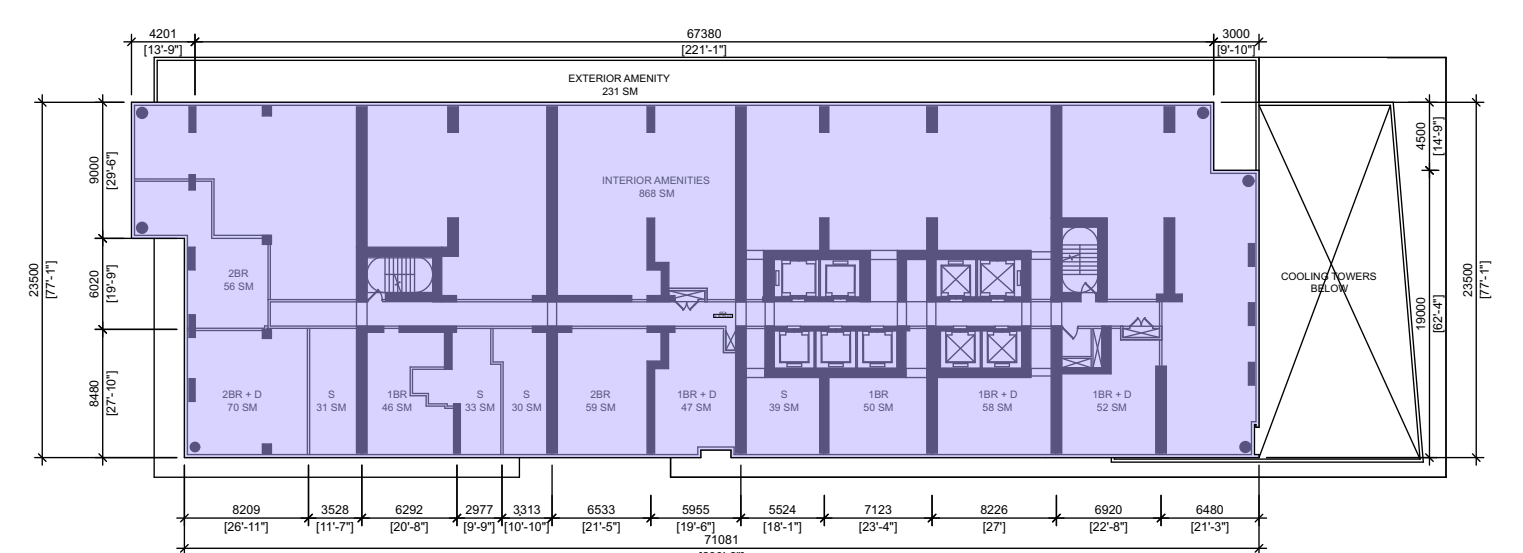 4201
[13'-9"]
67380
[221'-1"]
3000
[9'-10"]
EXTERIOR AMENITY
231 SM
23500
[77'-1"]
9000
[29'-6"]
6020
[19'-9"]
8480
[27'-10"]
INTERIOR AMENITIES
868 SM
4500
[14'-9"]
19000
[62'-4"]
23500
[77'-1"]
COOLING TOWERS
BELOW
2BR
56 SM
2BR + D
70 SM
S
31 SM
1BR
46 SM
S
33 SM
S
30 SM
2BR
59 SM
1BR + D
47 SM
S
39 SM
1BR
50 SM
1BR + D
58 SM
1BR + D
52 SM
8209
[26'-11"]
3528
[11'-7"]
6292
[20'-8"]
2977
[9'-9"]
3313
[10'-10"]
6533
[21'-5"]
5955
[19'-6"]
5524
[18'-1"]
7123
[23'-4"]
8226
[27']
6920
[22'-8"]
6480
[21'-3"]
71081